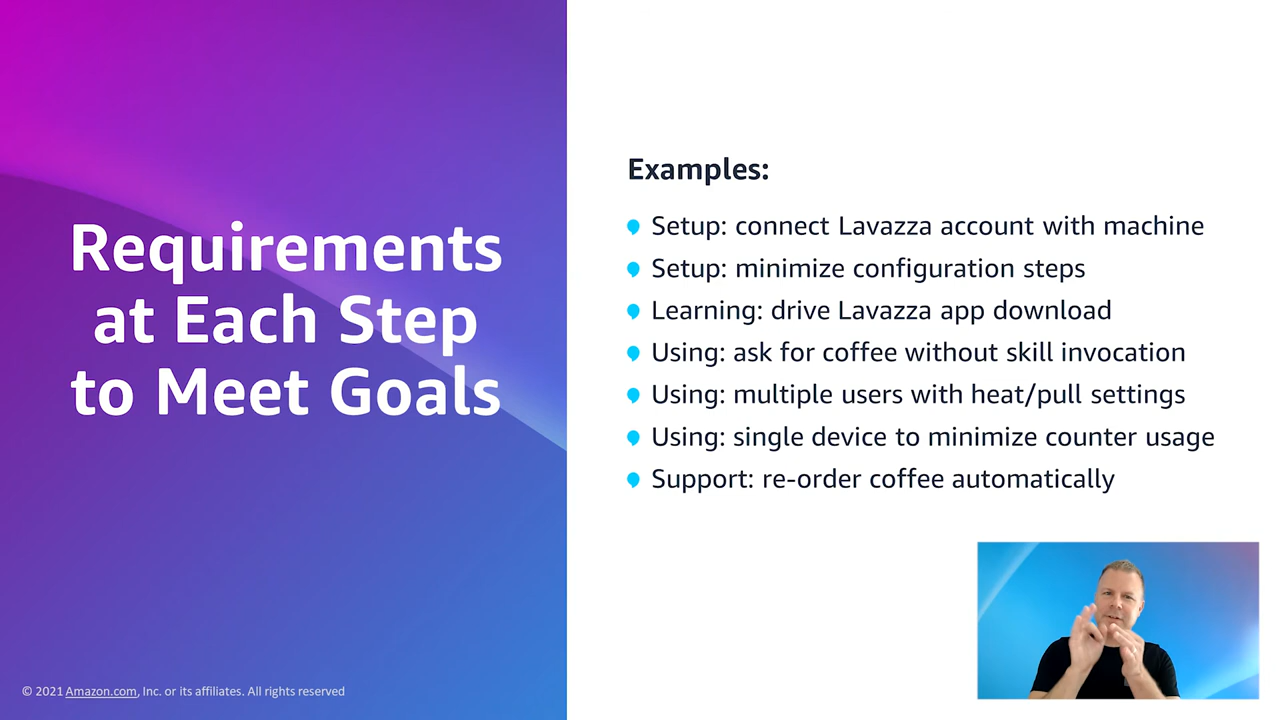 Requirements
at Each Step
to Meet Goals
Examples:
Setup: connect Lavazza account with machine
Setup: minimize configuration steps
Learning: drive Lavazza app download
Using: ask for coffee without skill invocation
Using: multiple users with heat/pull settings
Using: single device to minimize counter usage
Support: re-order coffee automatically
© 2021 Amazon.com, Inc. or its affiliates. All rights reserved